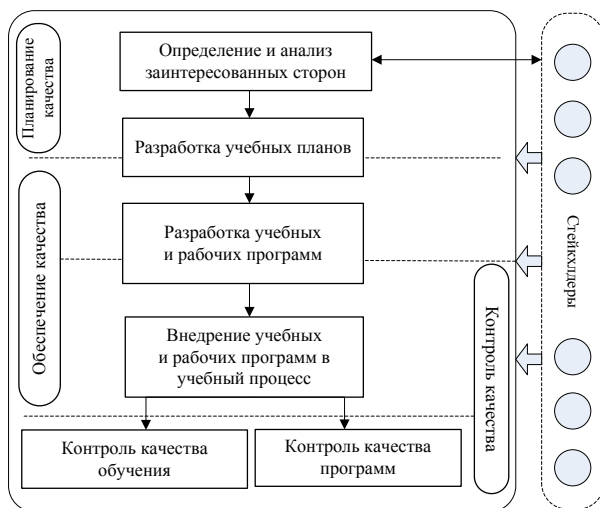 Планирование
качества
Определение и анализ
заинтересованных сторон
Разработка учебных планов
Обеспечение качества
Разработка учебных
и рабочих программ
Внедрение учебных
и рабочих программ в
учебный процесс
Контроль качества
обучения
Контроль качества
программ
Контроль качества
Стейкхлдеры